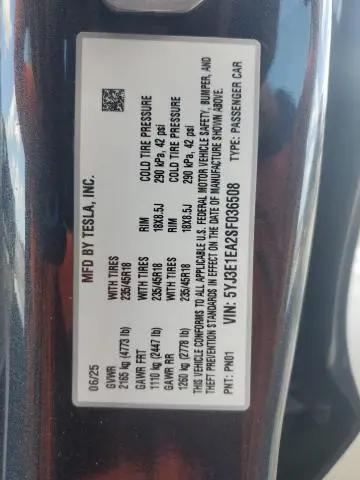 MFD BY TESLA, INC.
06/25
GVWR
2165 kg (4773 lb)
WITH TIRES
235/45R18
RIM
18X8.5J
COLD TIRE PRESSURE
290 kPa, 42 psi
GAWR FRT
1110 kg (2447 lb)
WITH TIRES
235/45R18
RIM
18X8.5J
COLD TIRE PRESSURE
290 kPa, 42 psi
GAWR RR
1260 kg (2778 lb)
WITH TIRES
235/45R18
THIS VEHICLE CONFORMS TO ALL APPLICABLE U.S. FEDERAL MOTOR VEHICLE SAFETY, BUMPER, AND
THEFT PREVENTION STANDARDS IN EFFECT ON THE DATE OF MANUFACTURE SHOWN ABOVE.
VIN: 5YJ3E1EA2SF036508
PNT: PN01
TYPE: PASSENGER CAR